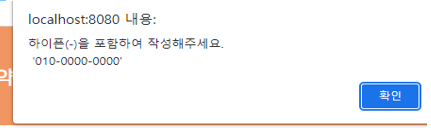 localhost:8080 내용:
하이픈(-)을 포함하여 작성해주세요.
'010-0000-0000'
약
확인